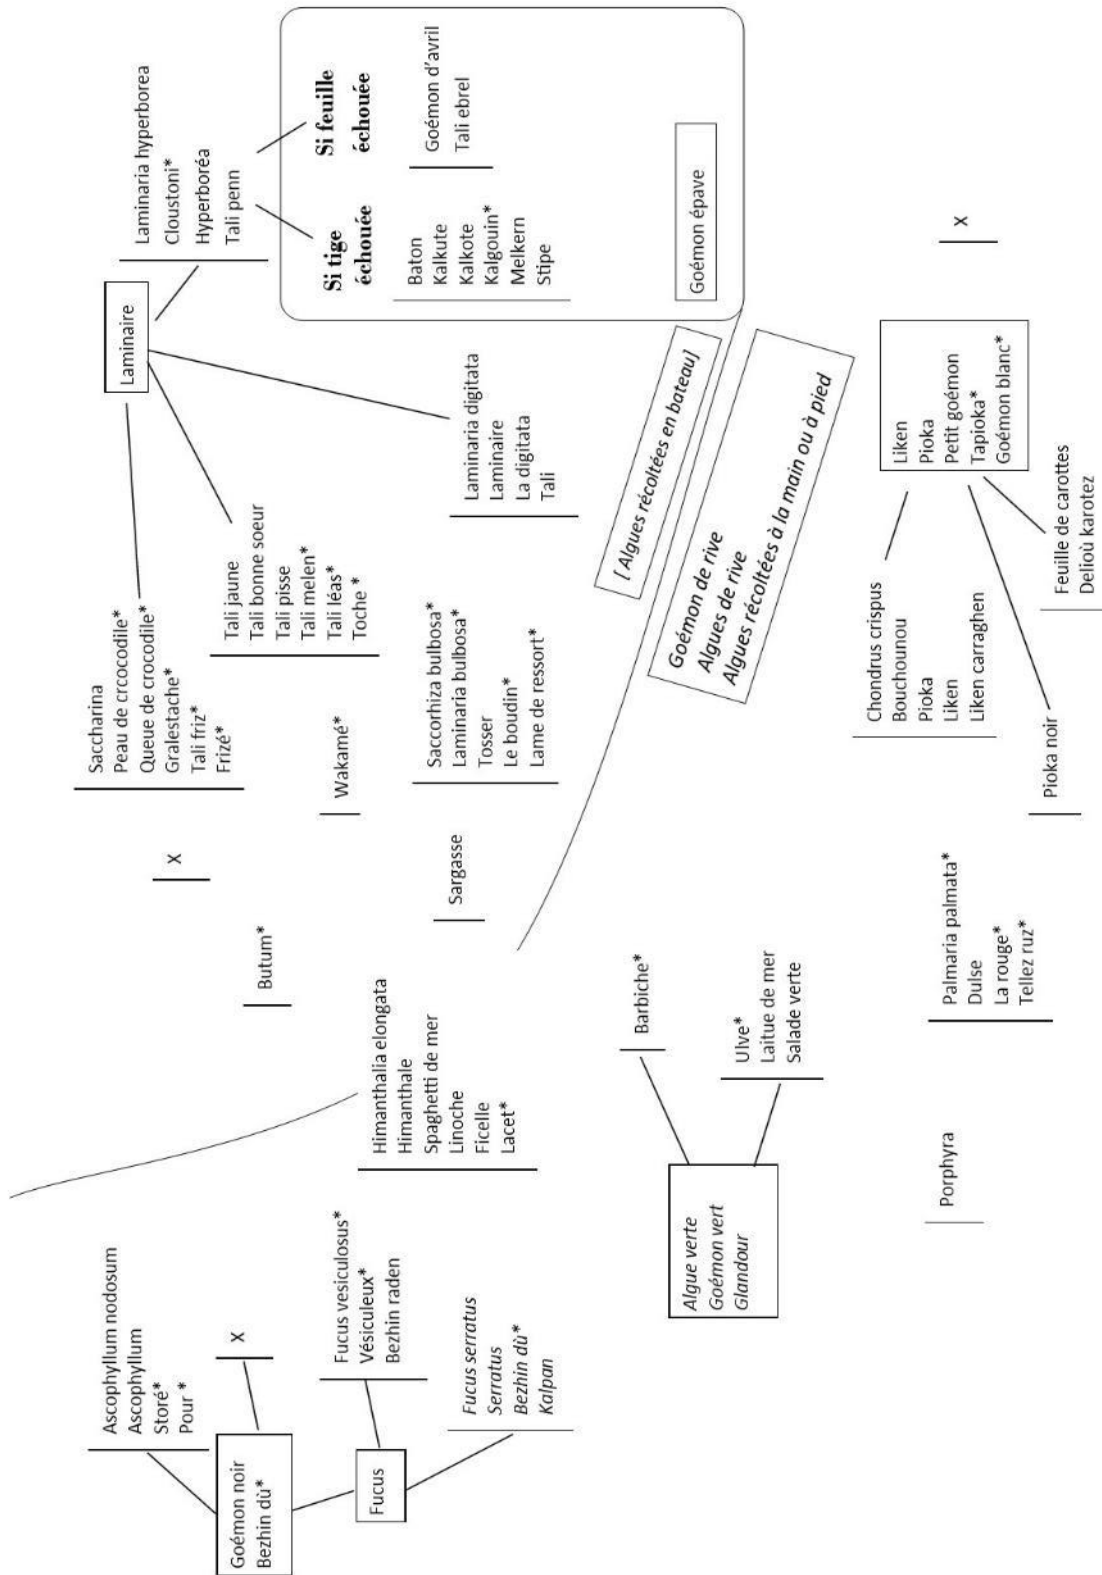 Ascophyllum nodosum
Ascophyllum
Storé*
Pour *
Goémon noir
Bezhin dù*
X
Fucus
Fucus vesiculosus*
Vésiculeux*
Bezhin raden
Fucus serratus
Serratus
Bezhin dù*
Kalpan
Himanthalia elongata
Himanthale
Spaghetti de mer
Linoche
Ficelle
Lacet*
Butum*
X
Saccharina
Peau de crcocodile*
Queue de crocodile*
Gralestache*
Tali friz*
Frizé*
Laminaire
Tali jaune
Tali bonne soeur
Tali pisse
Tali melen*
Tali léas*
Toche *
Wakamé*
Sargasse
Saccorhiza bulbosa*
Laminaria bulbosa*
Tosser
Le boudin*
Lame de ressort*
Laminaria digitata
Laminaire
La digitata
Tali
Laminaria hyperborea
Cloustoni*
Hyperboréa
Tali penn
Si tige
échouée
Baton
Kalkute
Kalkote
Kalgouin*
Melkern
Stipe
Si feuille
échouée
Goémon d'avril
Tali ebrel
Goémon épave
[ Algues récoltées en bateau]
Goémon de rive
Algues de rive
Algues récoltées à la main ou à pied
Algue verte
Goémon vert
Glandour
Barbiche*
Ulve*
Laitue de mer
Salade verte
Porphyra
Palmaria palmata*
Dulse
La rouge*
Tellez ruz*
Chondrus crispus
Bouchounou
Pioka
Liken
Liken carraghen
Pioka noir
Liken
Pioka
Petit goémon
Tapioka*
Goémon blanc*
Feuille de carottes
Delioù karotez
X